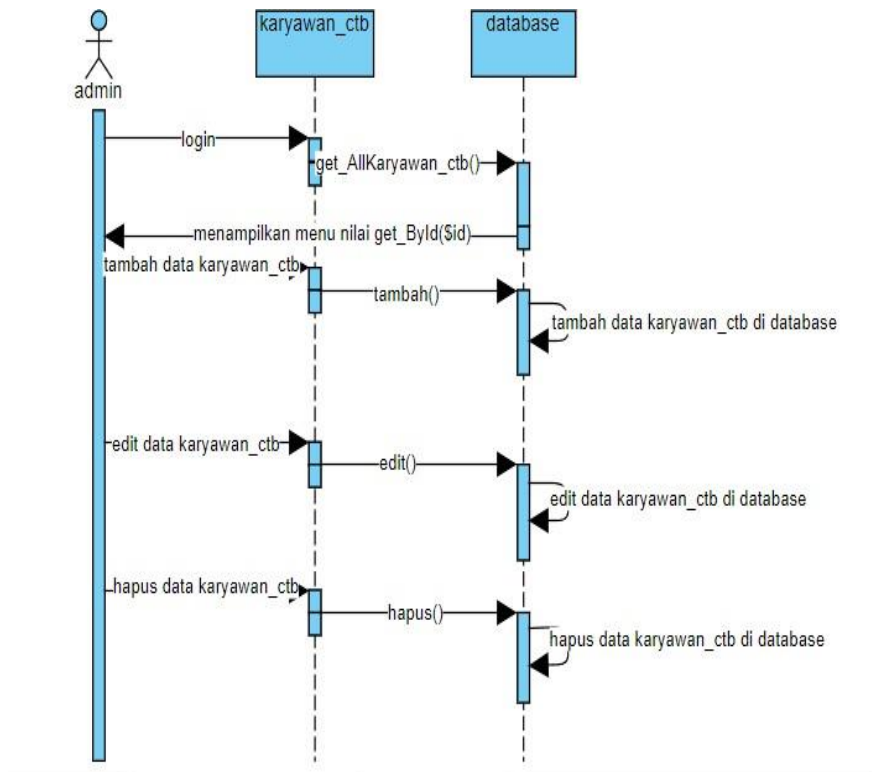 karyawan_ctb
database
admin
login
get_AllKaryawan_ctb()
menampilkan menu nilai get_ById($id)
tambah data karyawan_ctb
tambah()
tambah data karyawan_ctb di database
edit data karyawan_ctb
edit()
edit data karyawan_ctb di database
hapus data karyawan_ctb
hapus()
hapus data karyawan_ctb di database